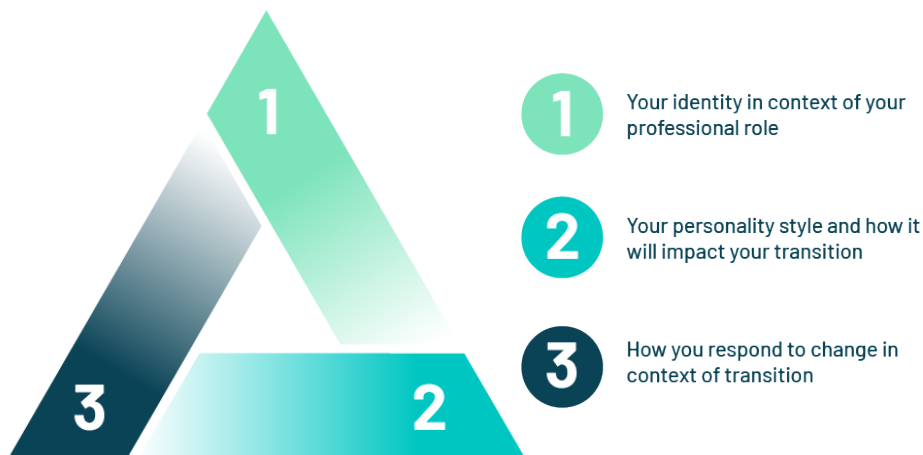 1
1
Your identity in context of your
professional role
2
Your personality style and how it
will impact your transition
3
2
3
How you respond to change in
context of transition